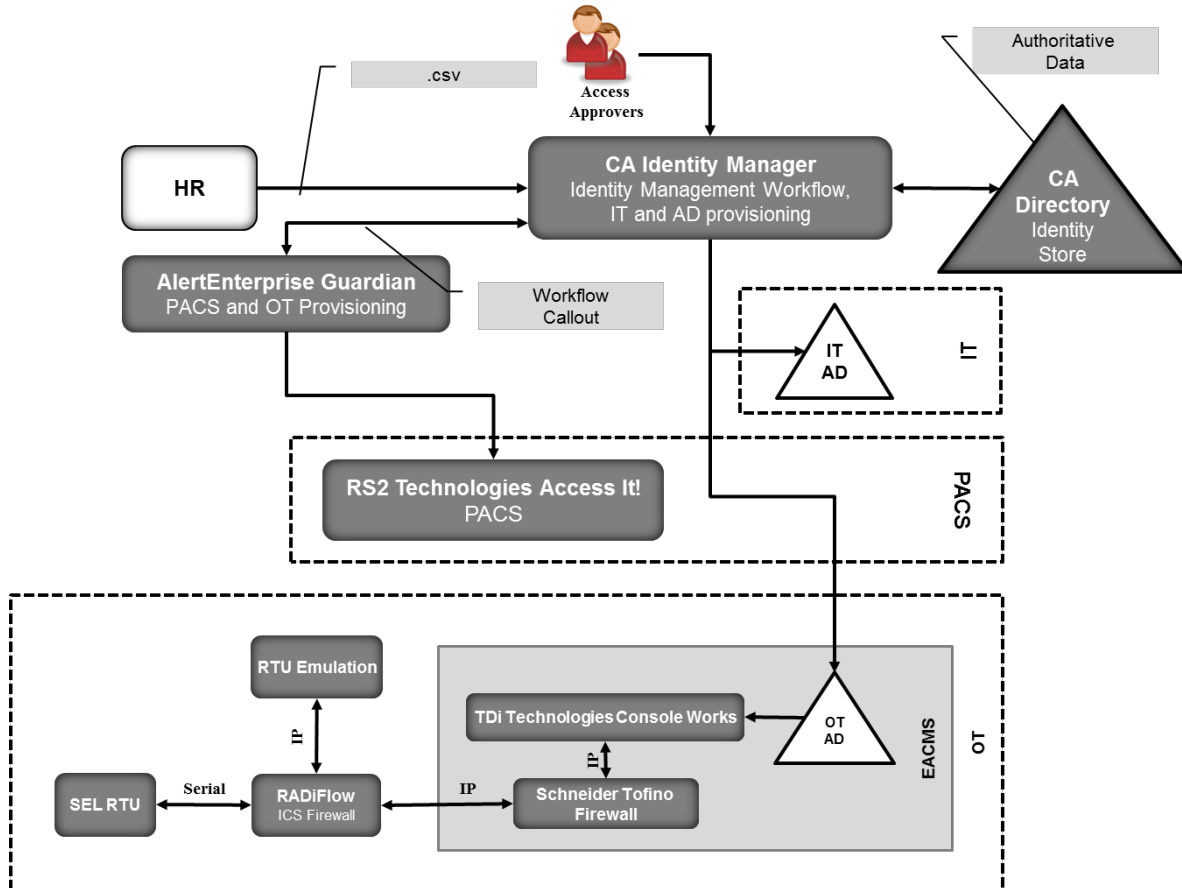 Authoritative
Data
.csv
Access
Approvers
HR
CA Identity Manager
Identity Management Workflow,
IT and AD provisioning
CA
Directory
Identity
Store
AlertEnterprise Guardian
PACS and OT Provisioning
Workflow
Callout
IT
AD
IT
RS2 Technologies Access It!
PACS
PACS
RTU Emulation
IP
TDi Technologies Console Works
OT
AD
EACMS
OT
IP
SEL RTU
Serial
RADiFlow
ICS Firewall
IP
Schneider Tofino
Firewall